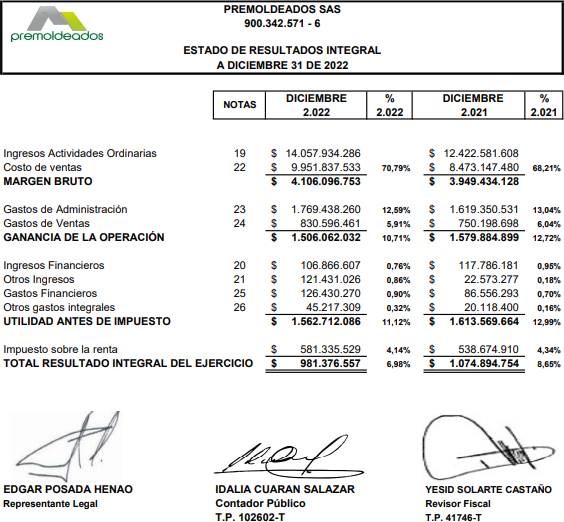 premoldeados
PREMOLDEADOS SAS
900.342.571 - 6
ESTADO DE RESULTADOS INTEGRAL
A DICIEMBRE 31 DE 2022
NOTAS DICIEMBRE 2.022 % 2.022 DICIEMBRE 2.021 % 2.021
Ingresos Actividades Ordinarias 19 $ 14.057.934.286 $ 12.422.581.608
Costo de ventas 22 $ 9.951.837.533 70,79% $ 8.473.147.480 68,21%
MARGEN BRUTO $ 4.106.096.753 $ 3.949.434.128
Gastos de Administración 23 $ 1.769.438.260 12,59% $ 1.619.350.531 13,04%
Gastos de Ventas 24 $ 830.596.461 5,91% $ 750.198.698 6,04%
GANANCIA DE LA OPERACIÓN $ 1.506.062.032 10,71% $ 1.579.884.899 12,72%
Ingresos Financieros 20 $ 106.866.607 0,76% $ 117.786.181 0,95%
Otros Ingresos 21 $ 121.431.026 0,86% $ 22.573.277 0,18%
Gastos Financieros 25 $ 126.430.270 0,90% $ 86.556.293 0,70%
Otros gastos integrales 26 $ 45.217.309 0,32% $ 20.118.400 0,16%
UTILIDAD ANTES DE IMPUESTO $ 1.562.712.086 11,12% $ 1.613.569.664 12,99%
Impuesto sobre la renta $ 581.335.529 4,14% $ 538.674.910 4,34%
TOTAL RESULTADO INTEGRAL DEL EJERCICIO $ 981.376.557 6,98% $ 1.074.894.754 8,65%
EDGAR POSADA HENAO IDALIA CUARAN SALAZAR YESID SOLARTE CASTAÑO
Representante Legal Contador Público Revisor Fiscal
T.P. 102602-T T.P. 41746-T